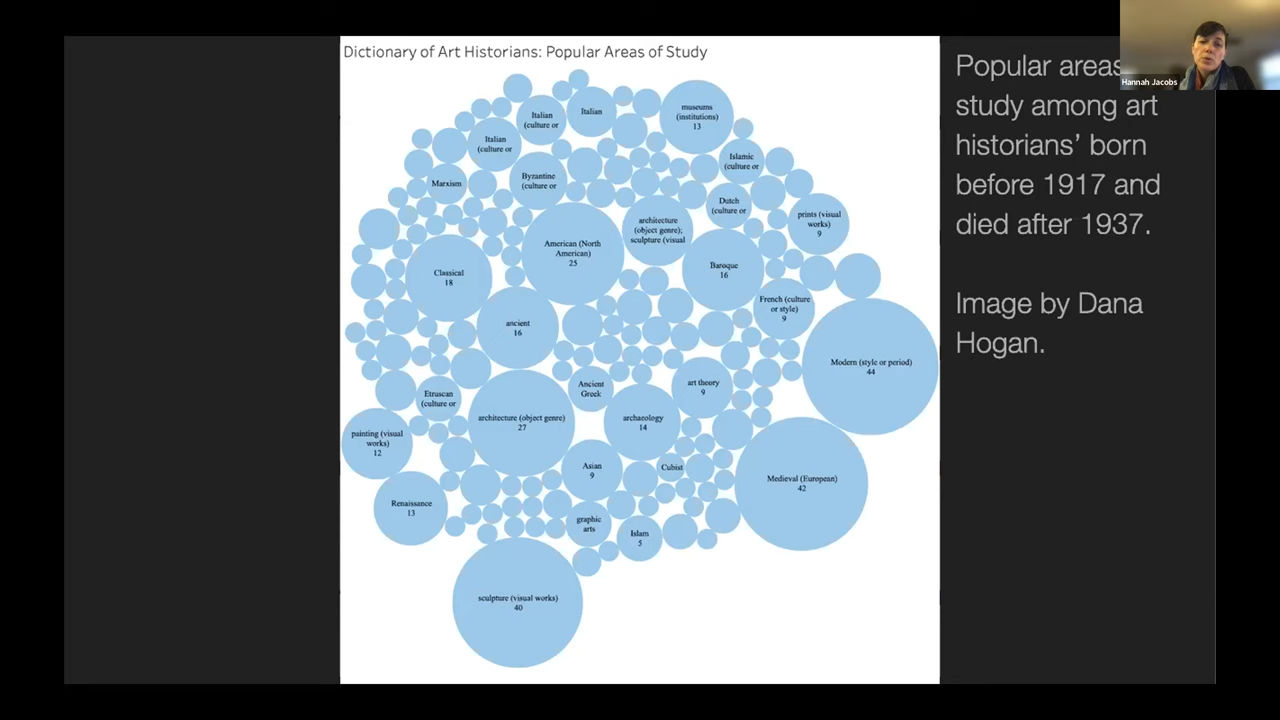 Dictionary of Art Historians: Popular Areas of Study
Italian
(culture or
Italian
museums
(institutions)
13
Italian
(culture or
Islamic
(culture or
Marxism
Byzantine
(culture or
Dutch
(culture or
prints (visual
works)
9
architecture
(object genre);
sculpture (visual
American (North
American)
25
Classical
18
Baroque
16
French (culture
or style)
9
ancient
16
Modern (style or period)
44
Ancient
Greek
art theory
9
Etruscan
(culture or
architecture (object genre)
27
archaeology
14
painting (visual
works)
12
Asian
9
Cubist
Medieval (European)
42
Renaissance
13
graphic
arts
Islam
5
sculpture (visual works)
40
Popular areas
study among art
historians’ born
before 1917 and
died after 1937.
Image by Dana
Hogan.
Hannah Jacobs